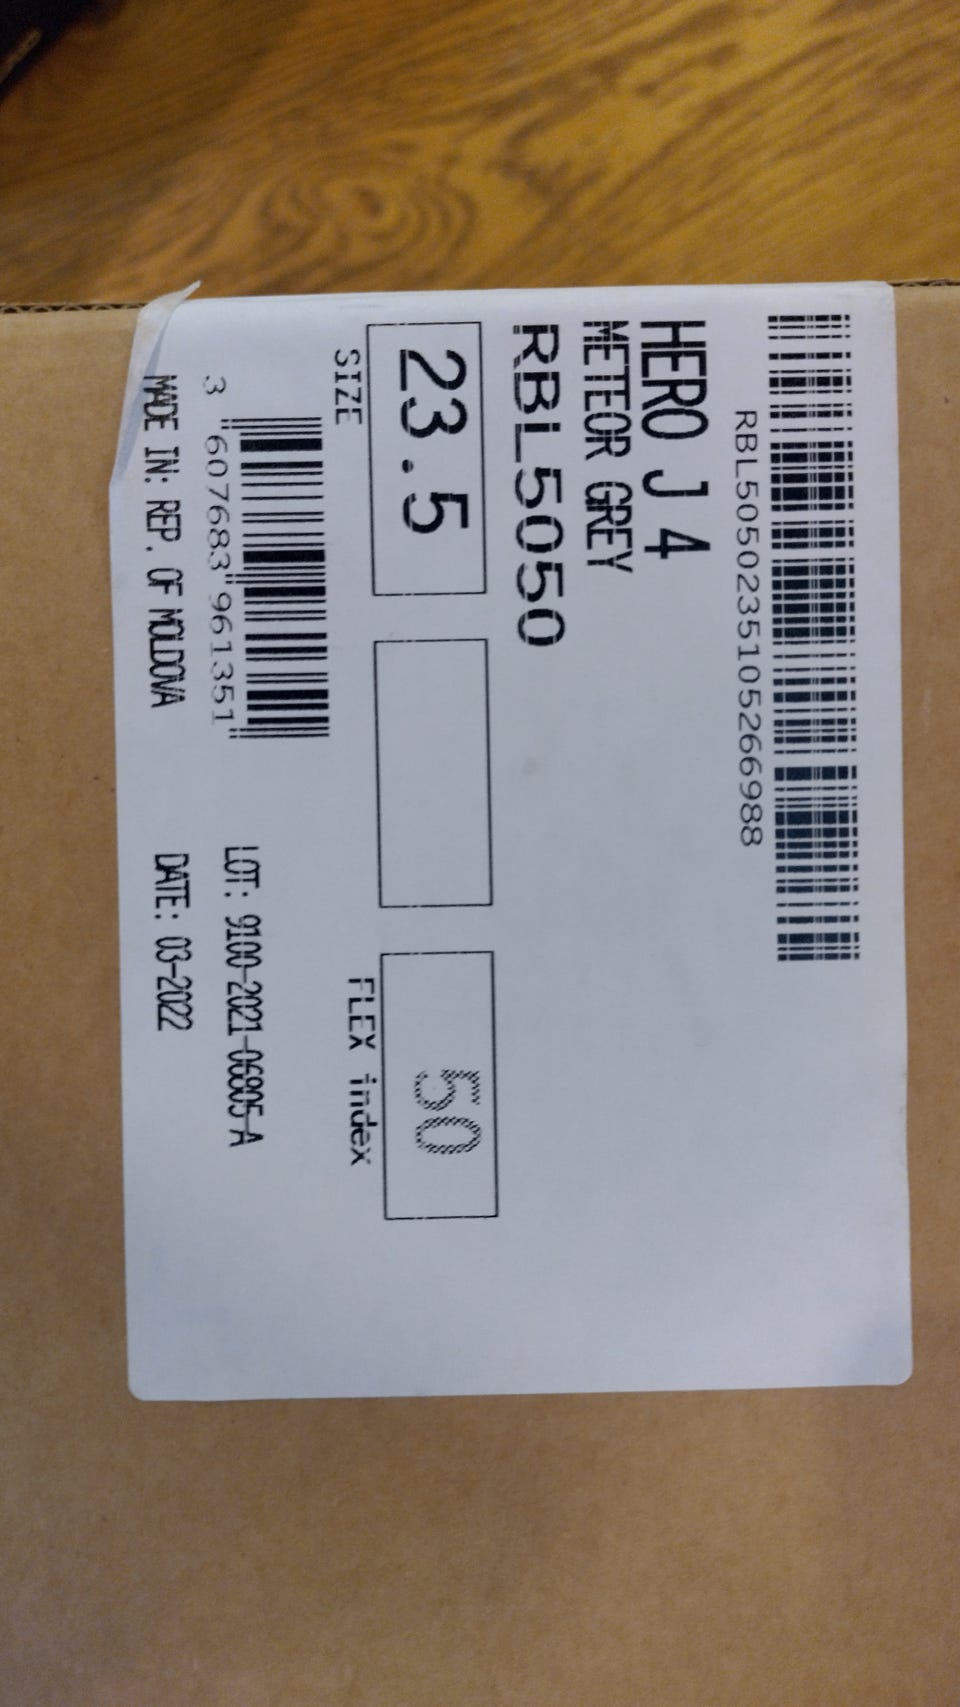 RBL5050235105266988
HERO J 4
METEOR GREY
RBL5050
23.5
50
SIZE
FLEX index
3 607683 961351
LOT: 9100-2021-06905-A
MADE IN: REP. OF MOLDOVA
DATE: 03-2022